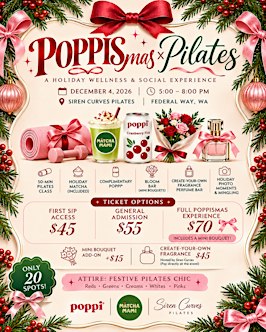 POPPISmas x Pilates
A HOLIDAY WELLNESS & SOCIAL EXPERIENCE
DECEMBER 4, 2026 | 5:00 – 8:00 PM
SIREN CURVES PILATES | FEDERAL WAY, WA
MATCHA MAMI
poppi
50-MIN PILATES CLASS
HOLIDAY MATCHA (INCLUDED)
COMPLIMENTARY POPPI
BLOOM BAR (MINI BOUQUETS)
CREATE-YOUR-OWN FRAGRANCE PERFUME BAR
HOLIDAY PHOTO MOMENTS & MINGLING
TICKET OPTIONS
FIRST SIP ACCESS
$45
GENERAL ADMISSION
$55
FULL POPPISMAS EXPERIENCE
$70
INCLUDES A MINI BOUQUET!
MINI BOUQUET ADD-ON $15
CREATE-YOUR-OWN FRAGRANCE $45
ONLY 20 SPOTS!
ATTIRE: FESTIVE PILATES CHIC
Reds • Greens • Creams • Whites • Pinks
poppi
MATCHA MAMI
Siren Curves
PILATES